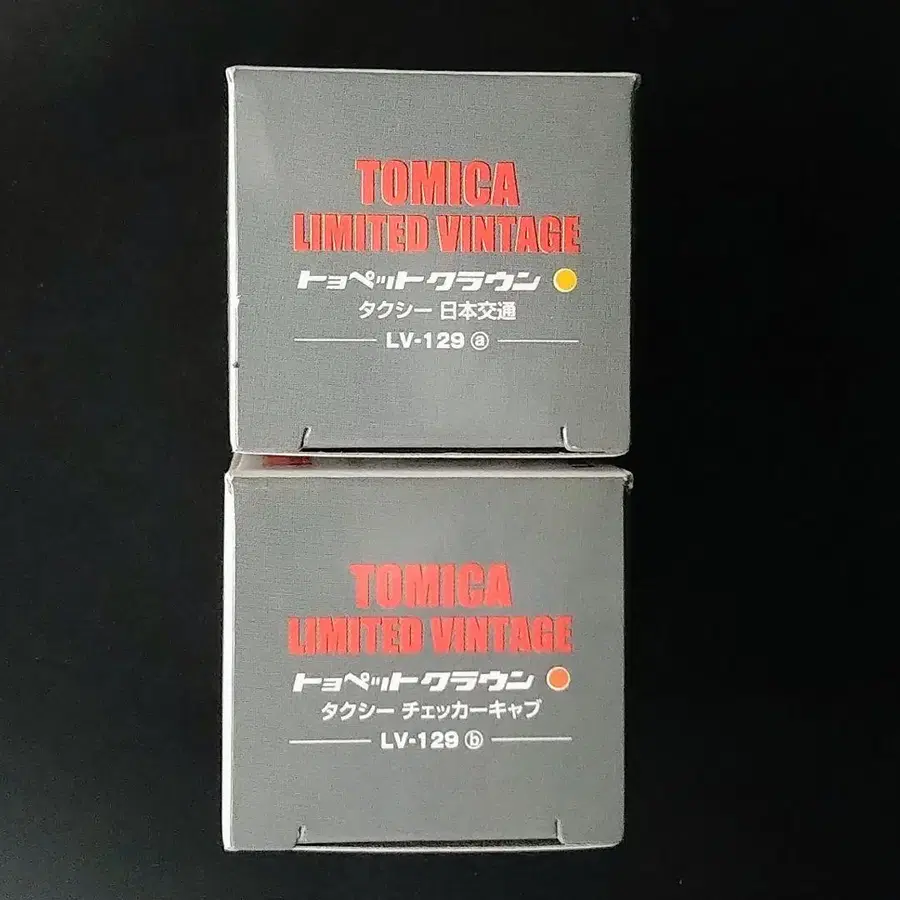 TOMICA
LIMITED VINTAGE
トヨペットクラウン
タクシー 日本交通
LV-129 ⓐ
TOMICA
LIMITED VINTAGE
トヨペットクラウン
タクシー チェッカーキャブ
LV-129 ⓑ